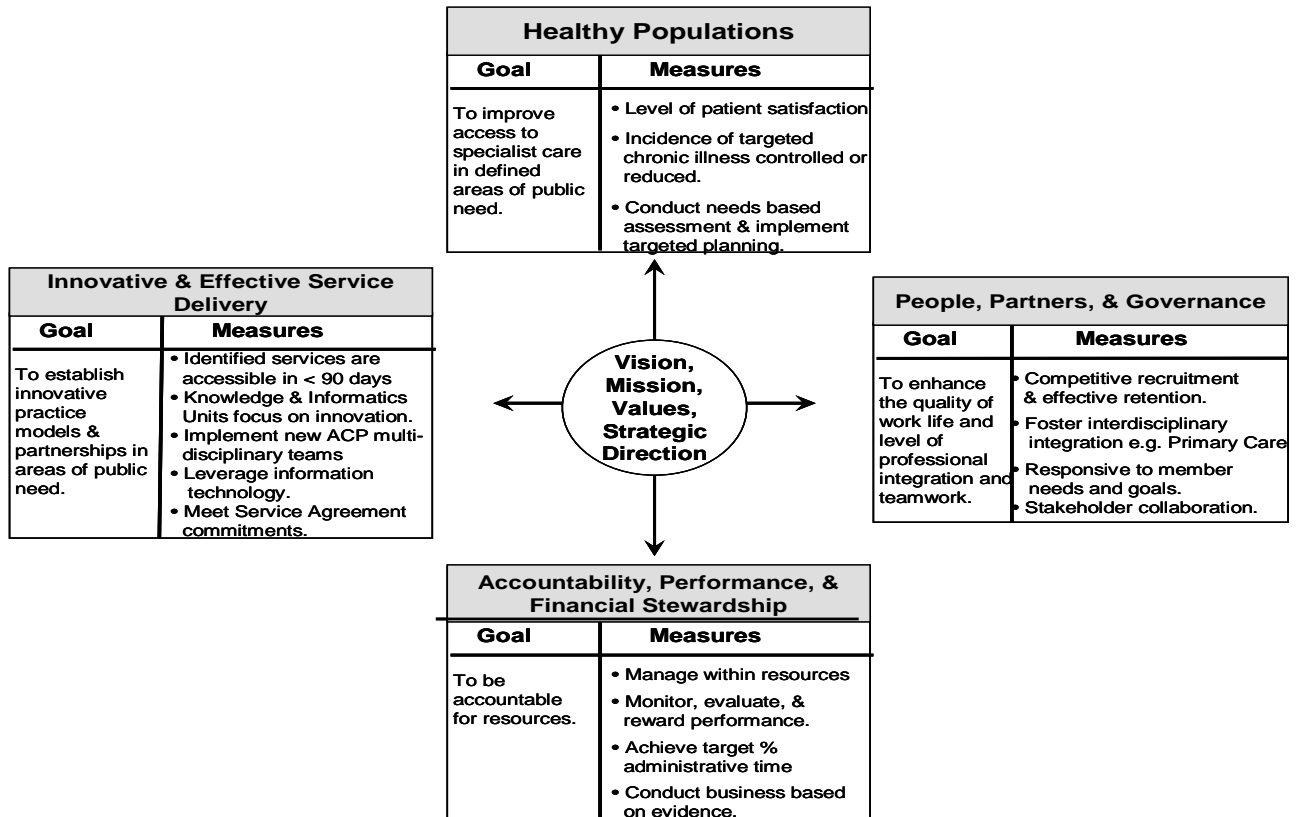 Healthy Populations
Goal
Measures
To improve
access to
specialist care
in defined
areas of public
need.
• Level of patient satisfaction
• Incidence of targeted
chronic illness controlled or
reduced.
• Conduct needs based
assessment & implement
targeted planning.
Innovative & Effective Service
Delivery
Goal
Measures
To establish
innovative
practice
models &
partnerships in
areas of public
need.
• Identified services are
accessible in < 90 days
• Knowledge & Informatics
Units focus on innovation.
• Implement new ACP multi-
disciplinary teams
• Leverage information
technology.
• Meet Service Agreement
commitments.
Vision,
Mission,
Values,
Strategic
Direction
People, Partners, & Governance
Goal
Measures
To enhance
the quality of
work life and
level of
professional
integration and
teamwork.
• Competitive recruitment
& effective retention.
• Foster interdisciplinary
integration e.g. Primary Care
• Responsive to member
needs and goals.
• Stakeholder collaboration.
Accountability, Performance, &
Financial Stewardship
Goal
Measures
To be
accountable
for resources.
• Manage within resources
• Monitor, evaluate, &
reward performance.
• Achieve target %
administrative time
• Conduct business based
on evidence.